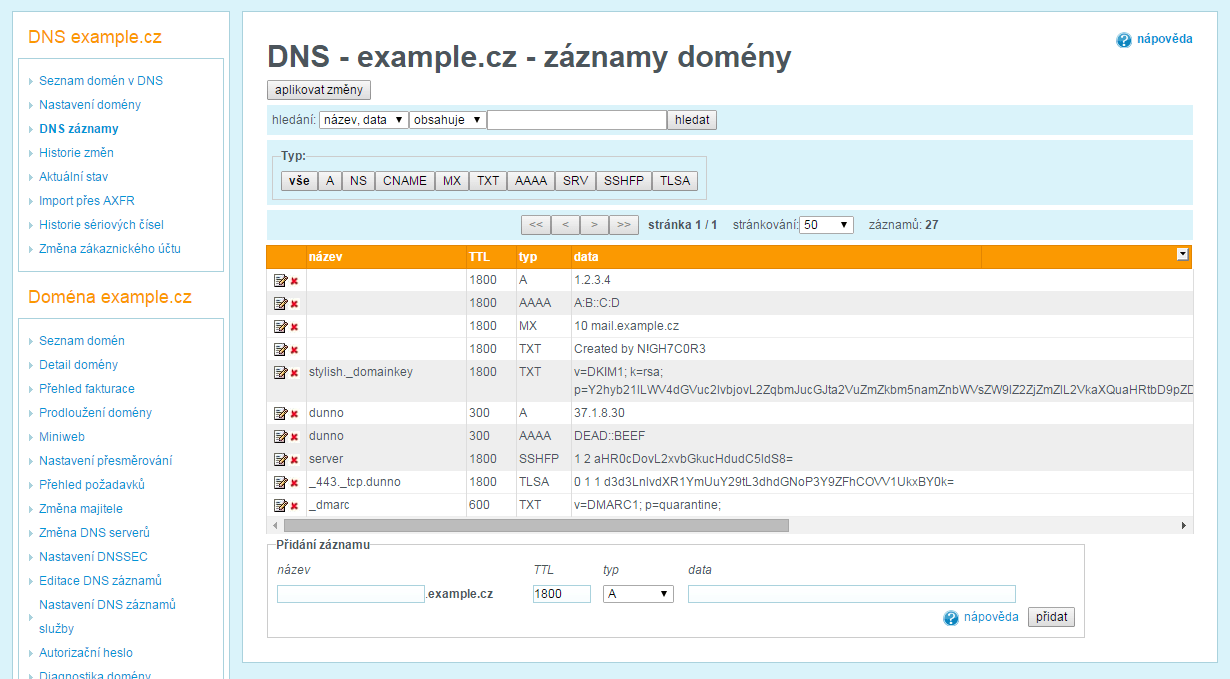 DNS example.cz
Seznam domén v DNS
Nastavení domény
DNS záznamy
Historie změn
Aktuální stav
Import přes AXFR
Historie sériových čísel
Změna zákaznického účtu
Doména example.cz
Seznam domén
Detail domény
Přehled fakturace
Prodloužení domény
Miniweb
Nastavení přesměrování
Přehled požadavků
Změna majitele
Změna DNS serverů
Nastavení DNSSEC
Editace DNS záznamů
Nastavení DNS záznamů
služby
Autorizační heslo
Diagnostika domény
nápověda
DNS - example.cz - záznamy domény
aplikovat změny
hledání: název, data obsahuje hledat
Typ:
vše A NS CNAME MX TXT AAAA SRV SSHFP TLSA
<< < > >> stránka 1 / 1 stránkování: 50 záznamů: 27
název TTL typ data
1800 A 1.2.3.4
1800 AAAA A:B::C:D
1800 MX 10 mail.example.cz
1800 TXT Created by N!GH7C0R3
stylish._domainkey 1800 TXT v=DKIM1; k=rsa;
dunno 300 A 37.1.8.30
dunno 300 AAAA DEAD::BEEF
server 1800 SSHFP 1 2
_443._tcp.dunno 1800 TLSA 0 1 1
_dmarc 600 TXT v=DMARC1; p=quarantine;
Přidání záznamu
název TTL typ data
.example.cz 1800 A
nápověda přidat